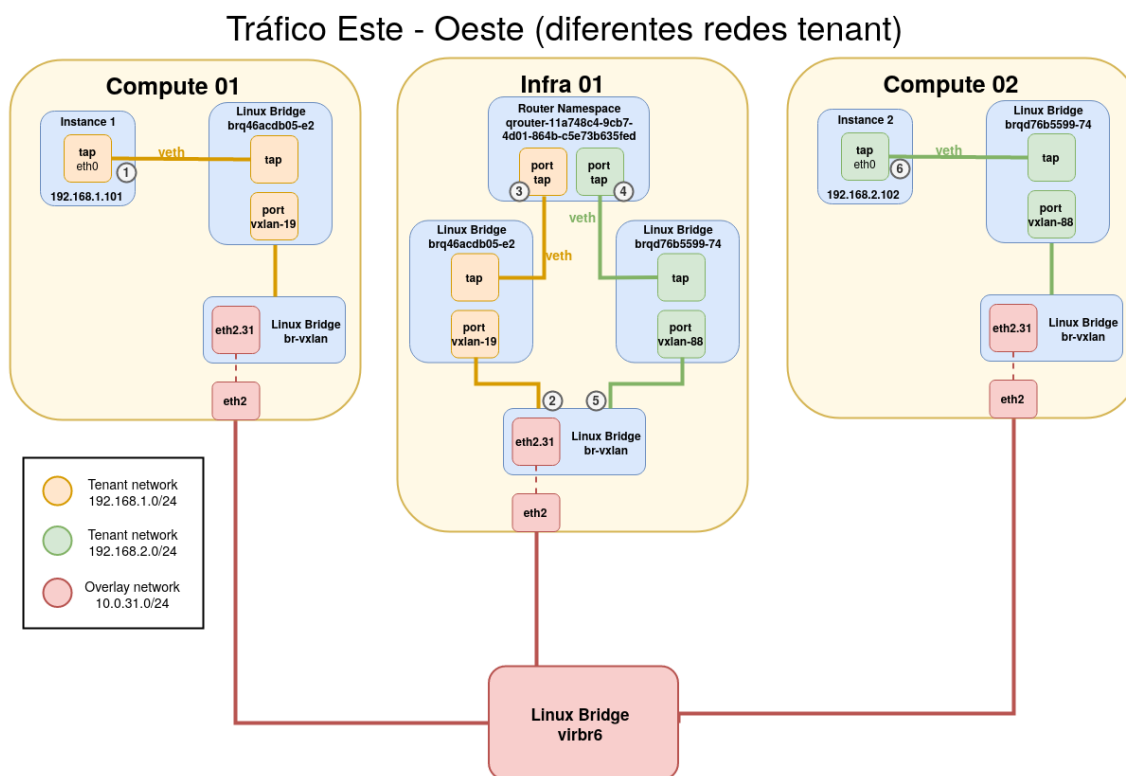 Tráfico Este - Oeste (diferentes redes tenant)
Compute 01
Instance 1
tap
eth0
192.168.1.101
1
veth
Linux Bridge
brq46acdb05-e2
tap
port
vxlan-19
eth2.31
Linux Bridge
br-vxlan
eth2
Infra 01
Router Namespace
qrouter-11a748c4-9cb7-
4d01-864b-c5e73b635fed
port
tap
3
port
tap
4
veth
veth
Linux Bridge
brq46acdb05-e2
tap
port
vxlan-19
Linux Bridge
brqd76b5599-74
tap
port
vxlan-88
2
5
eth2.31
Linux Bridge
br-vxlan
eth2
Compute 02
Instance 2
tap
eth0
192.168.2.102
6
veth
Linux Bridge
brqd76b5599-74
tap
port
vxlan-88
eth2.31
Linux Bridge
br-vxlan
eth2
Tenant network
192.168.1.0/24
Tenant network
192.168.2.0/24
Overlay network
10.0.31.0/24
Linux Bridge
virbr6